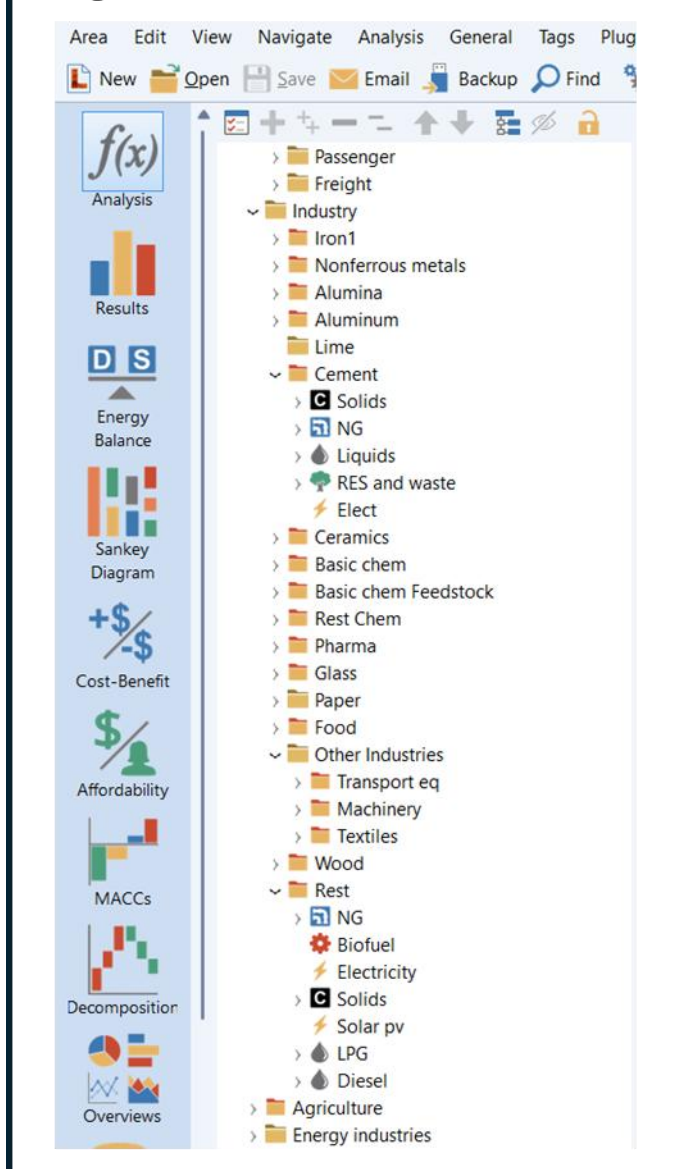 Area Edit View Navigate Analysis General Tags Plug
L New Open Save Email Backup Find
f(x)
Analysis
Results
D S
Energy
Balance
Sankey
Diagram
+$ -$
Cost-Benefit
$
Affordability
MACCs
Decomposition
Overviews
Passenger
Freight
Industry
Iron1
Nonferrous metals
Alumina
Aluminum
Lime
Cement
C Solids
NG
Liquids
RES and waste
Elect
Ceramics
Basic chem
Basic chem Feedstock
Rest Chem
Pharma
Glass
Paper
Food
Other Industries
Transport eq
Machinery
Textiles
Wood
Rest
NG
Biofuel
Electricity
C Solids
Solar pv
LPG
Diesel
Agriculture
Energy industries